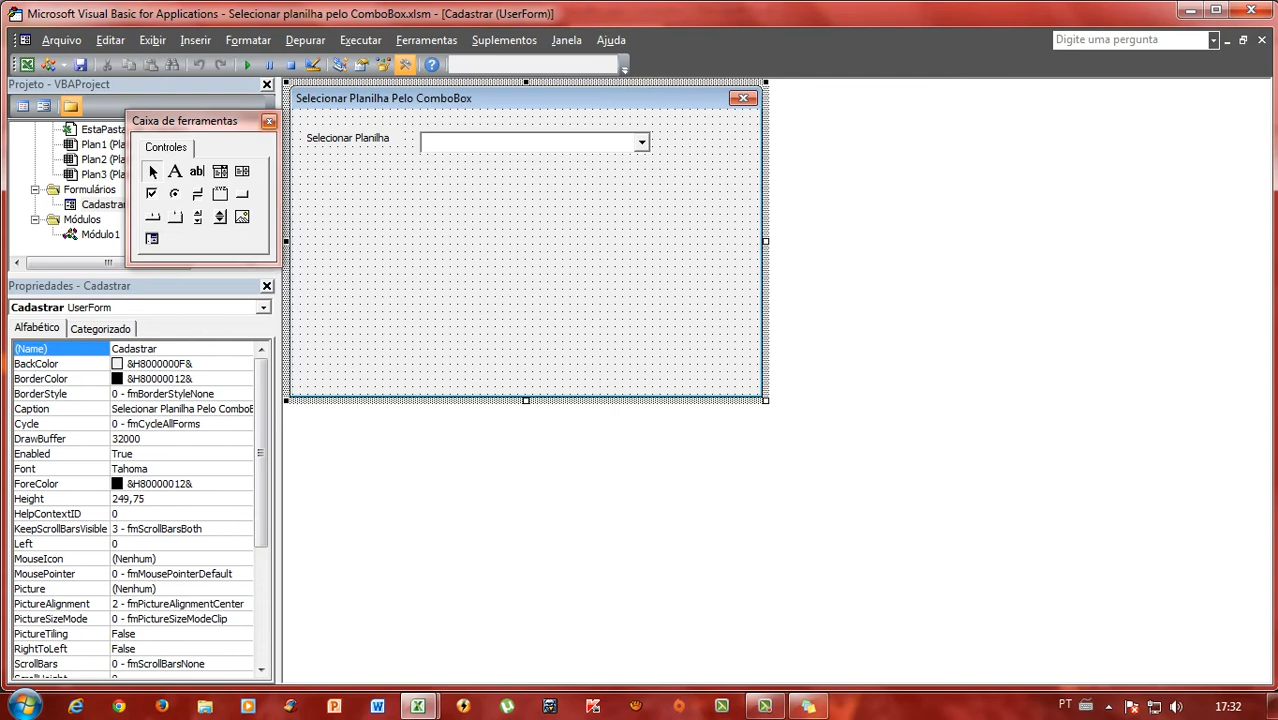 Microsoft Visual Basic for Applications - Selecionar planilha pelo ComboBox.xlsm - [Cadastrar (UserForm)]
Arquivo Editar Exibir Inserir Formatar Depurar Executar Ferramentas Suplementos Janela Ajuda Digite uma pergunta
Projeto - VBAProject
Caixa de ferramentas
Controles
A ab|
EstaPasta
Plan1 (Pla
Plan2 (Pla
Plan3 (Pla
Formulários
Cadastrar
Módulos
Módulo1
Selecionar Planilha Pelo ComboBox
Selecionar Planilha
Propriedades - Cadastrar
Cadastrar UserForm
Alfabético Categorizado
(Name) Cadastrar
BackColor &H8000000F&
BorderColor &H80000012&
BorderStyle 0 - fmBorderStyleNone
Caption Selecionar Planilha Pelo ComboB
Cycle 0 - fmCycleAllForms
DrawBuffer 32000
Enabled True
Font Tahoma
ForeColor &H80000012&
Height 249,75
HelpContextID 0
KeepScrollBarsVisible 3 - fmScrollBarsBoth
Left 0
MouseIcon (Nenhum)
MousePointer 0 - fmMousePointerDefault
Picture (Nenhum)
PictureAlignment 2 - fmPictureAlignmentCenter
PictureSizeMode 0 - fmPictureSizeModeClip
PictureTiling False
RightToLeft False
ScrollBars 0 - fmScrollBarsNone
PT 17:32